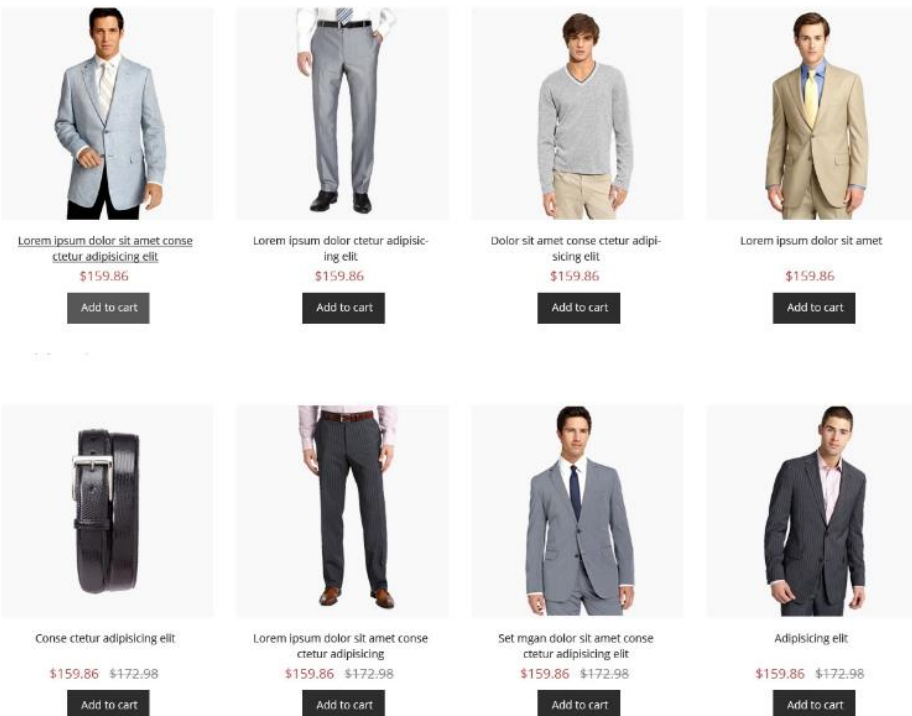 Lorem ipsum dolor sit amet conse
ctetur adipisicing elit
$159.86
Add to cart
Lorem ipsum dolor ctetur adipisic-
ing elit
$159.86
Add to cart
Dolor sit amet conse ctetur adipi-
sicing elit
$159.86
Add to cart
Lorem ipsum dolor sit amet
$159.86
Add to cart
Conse ctetur adipisicing elit
$159.86 $172.98
Add to cart
Lorem ipsum dolor sit amet conse
ctetur adipisicing
$159.86 $172.98
Add to cart
Set mgan dolor sit amet conse
ctetur adipisicing elit
$159.86 $172.98
Add to cart
Adipisicing elit
$159.86 $172.98
Add to cart